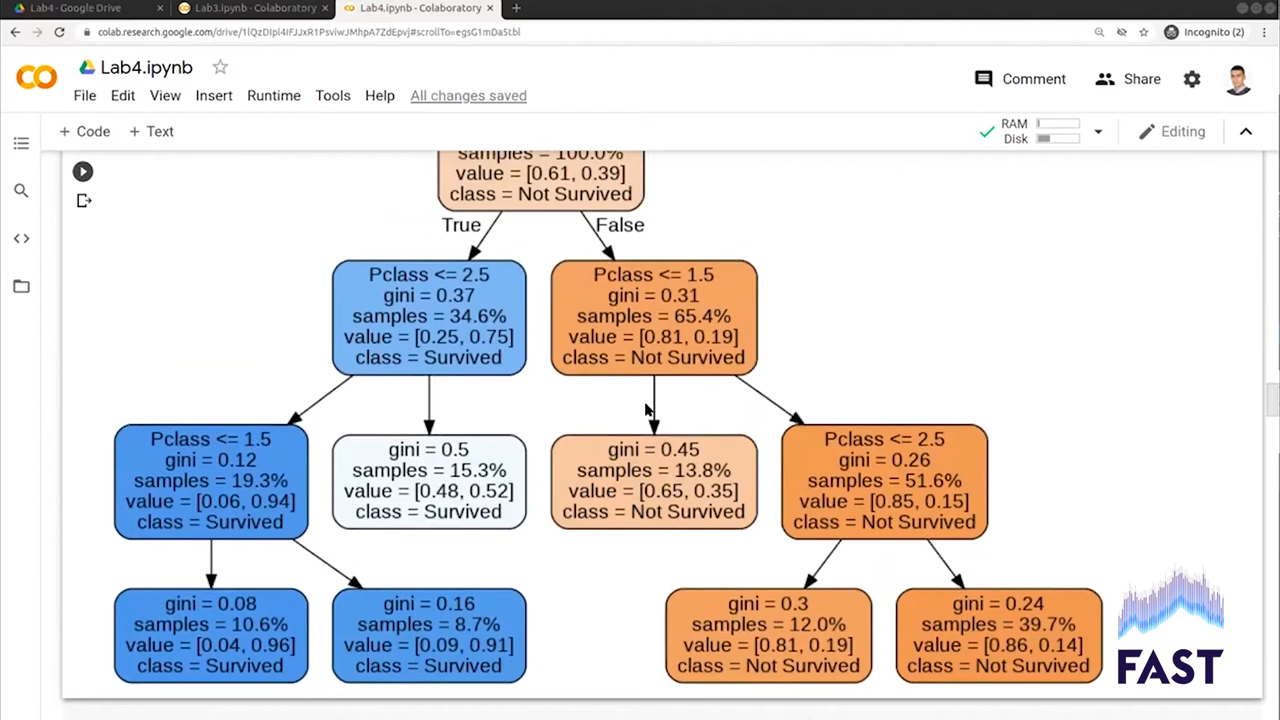 Lab4 - Google Drive
Lab3.ipynb - Colaboratory
Lab4.ipynb - Colaboratory
Incognito (2)
Lab4.ipynb
Comment
Share
File Edit View Insert Runtime Tools Help All changes saved
+ Code + Text
RAM
Disk
Editing
samples = 100.0%
value = [0.61, 0.39]
class = Not Survived
True
False
Pclass <= 2.5
gini = 0.37
samples = 34.6%
value = [0.25, 0.75]
class = Survived
Pclass <= 1.5
gini = 0.31
samples = 65.4%
value = [0.81, 0.19]
class = Not Survived
Pclass <= 1.5
gini = 0.12
samples = 19.3%
value = [0.06, 0.94]
class = Survived
gini = 0.5
samples = 15.3%
value = [0.48, 0.52]
class = Survived
gini = 0.45
samples = 13.8%
value = [0.65, 0.35]
class = Not Survived
Pclass <= 2.5
gini = 0.26
samples = 51.6%
value = [0.85, 0.15]
class = Not Survived
gini = 0.08
samples = 10.6%
value = [0.04, 0.96]
class = Survived
gini = 0.16
samples = 8.7%
value = [0.09, 0.91]
class = Survived
gini = 0.3
samples = 12.0%
value = [0.81, 0.19]
class = Not Survived
gini = 0.24
samples = 39.7%
value = [0.86, 0.14]
class = Not Survived
FAST